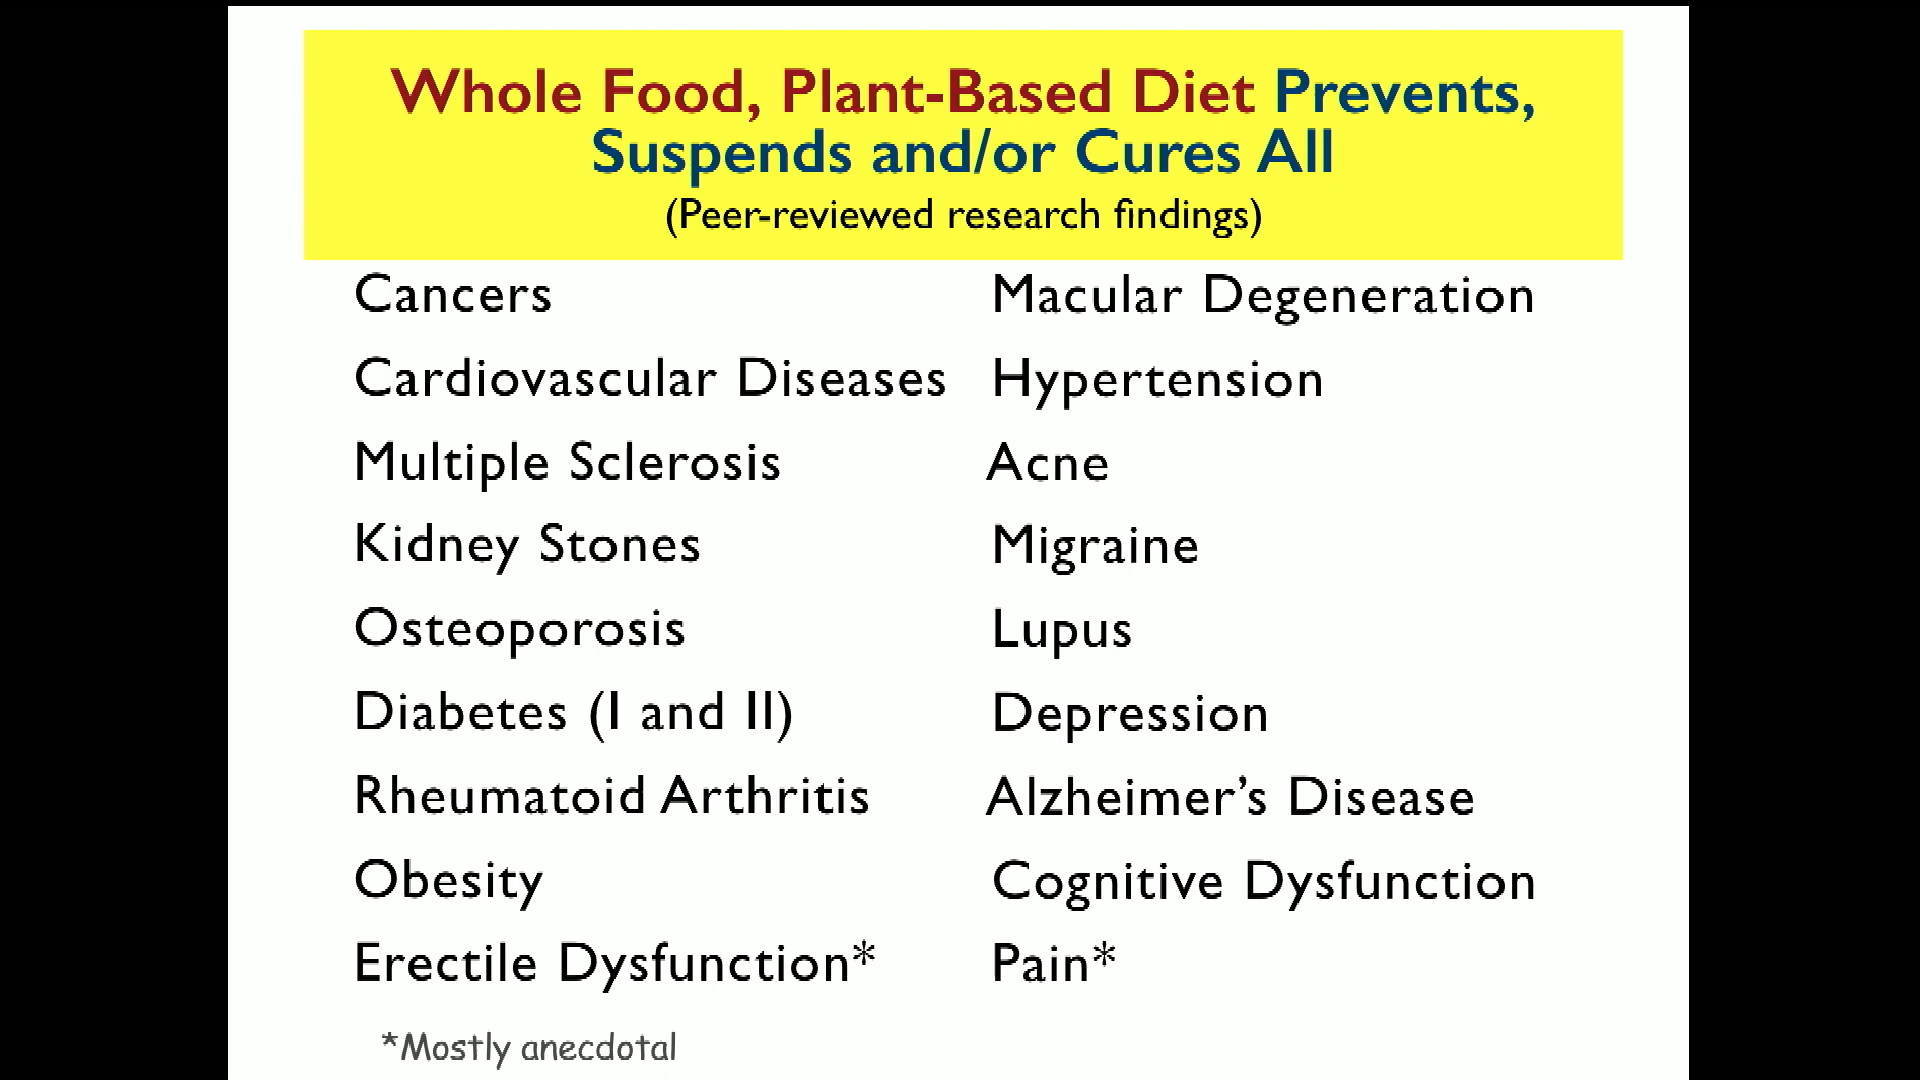 Whole Food, Plant-Based Diet Prevents,
Suspends and/or Cures All
(Peer-reviewed research findings)
Cancers
Cardiovascular Diseases
Multiple Sclerosis
Kidney Stones
Osteoporosis
Diabetes (I and II)
Rheumatoid Arthritis
Obesity
Erectile Dysfunction*
Macular Degeneration
Hypertension
Acne
Migraine
Lupus
Depression
Alzheimer’s Disease
Cognitive Dysfunction
Pain*
*Mostly anecdotal